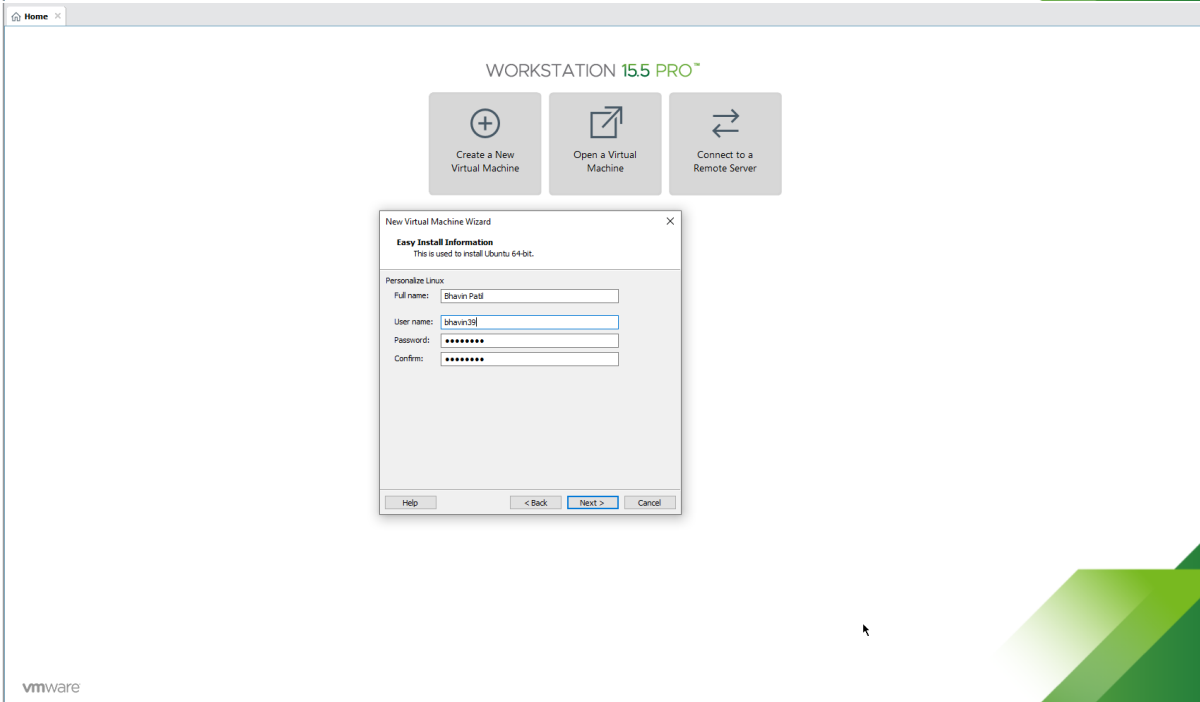 Home
WORKSTATION 15.5 PRO™
Create a New
Virtual Machine
Open a Virtual
Machine
Connect to a
Remote Server
New Virtual Machine Wizard
Easy Install Information
This is used to install Ubuntu 64-bit.
Personalize Linux
Full name: Bhavin Patil
User name: bhavin39
Password: ••••••••
Confirm: ••••••••
Help < Back Next > Cancel
vmware